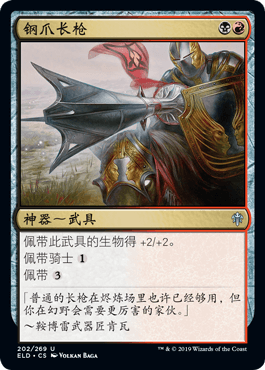 钢爪长枪
神器～武具
佩带此武具的生物得 +2/+2。
佩带骑士 1
佩带 3
「普通的长枪在烬炼场里也许已经够用，但
你在幻野会需要更厉害的家伙。」
～鞍博雷武器匠肯瓦
202/269 U
ELD • CS VOLKAN BAGA
™ & © 2019 Wizards of the Coast